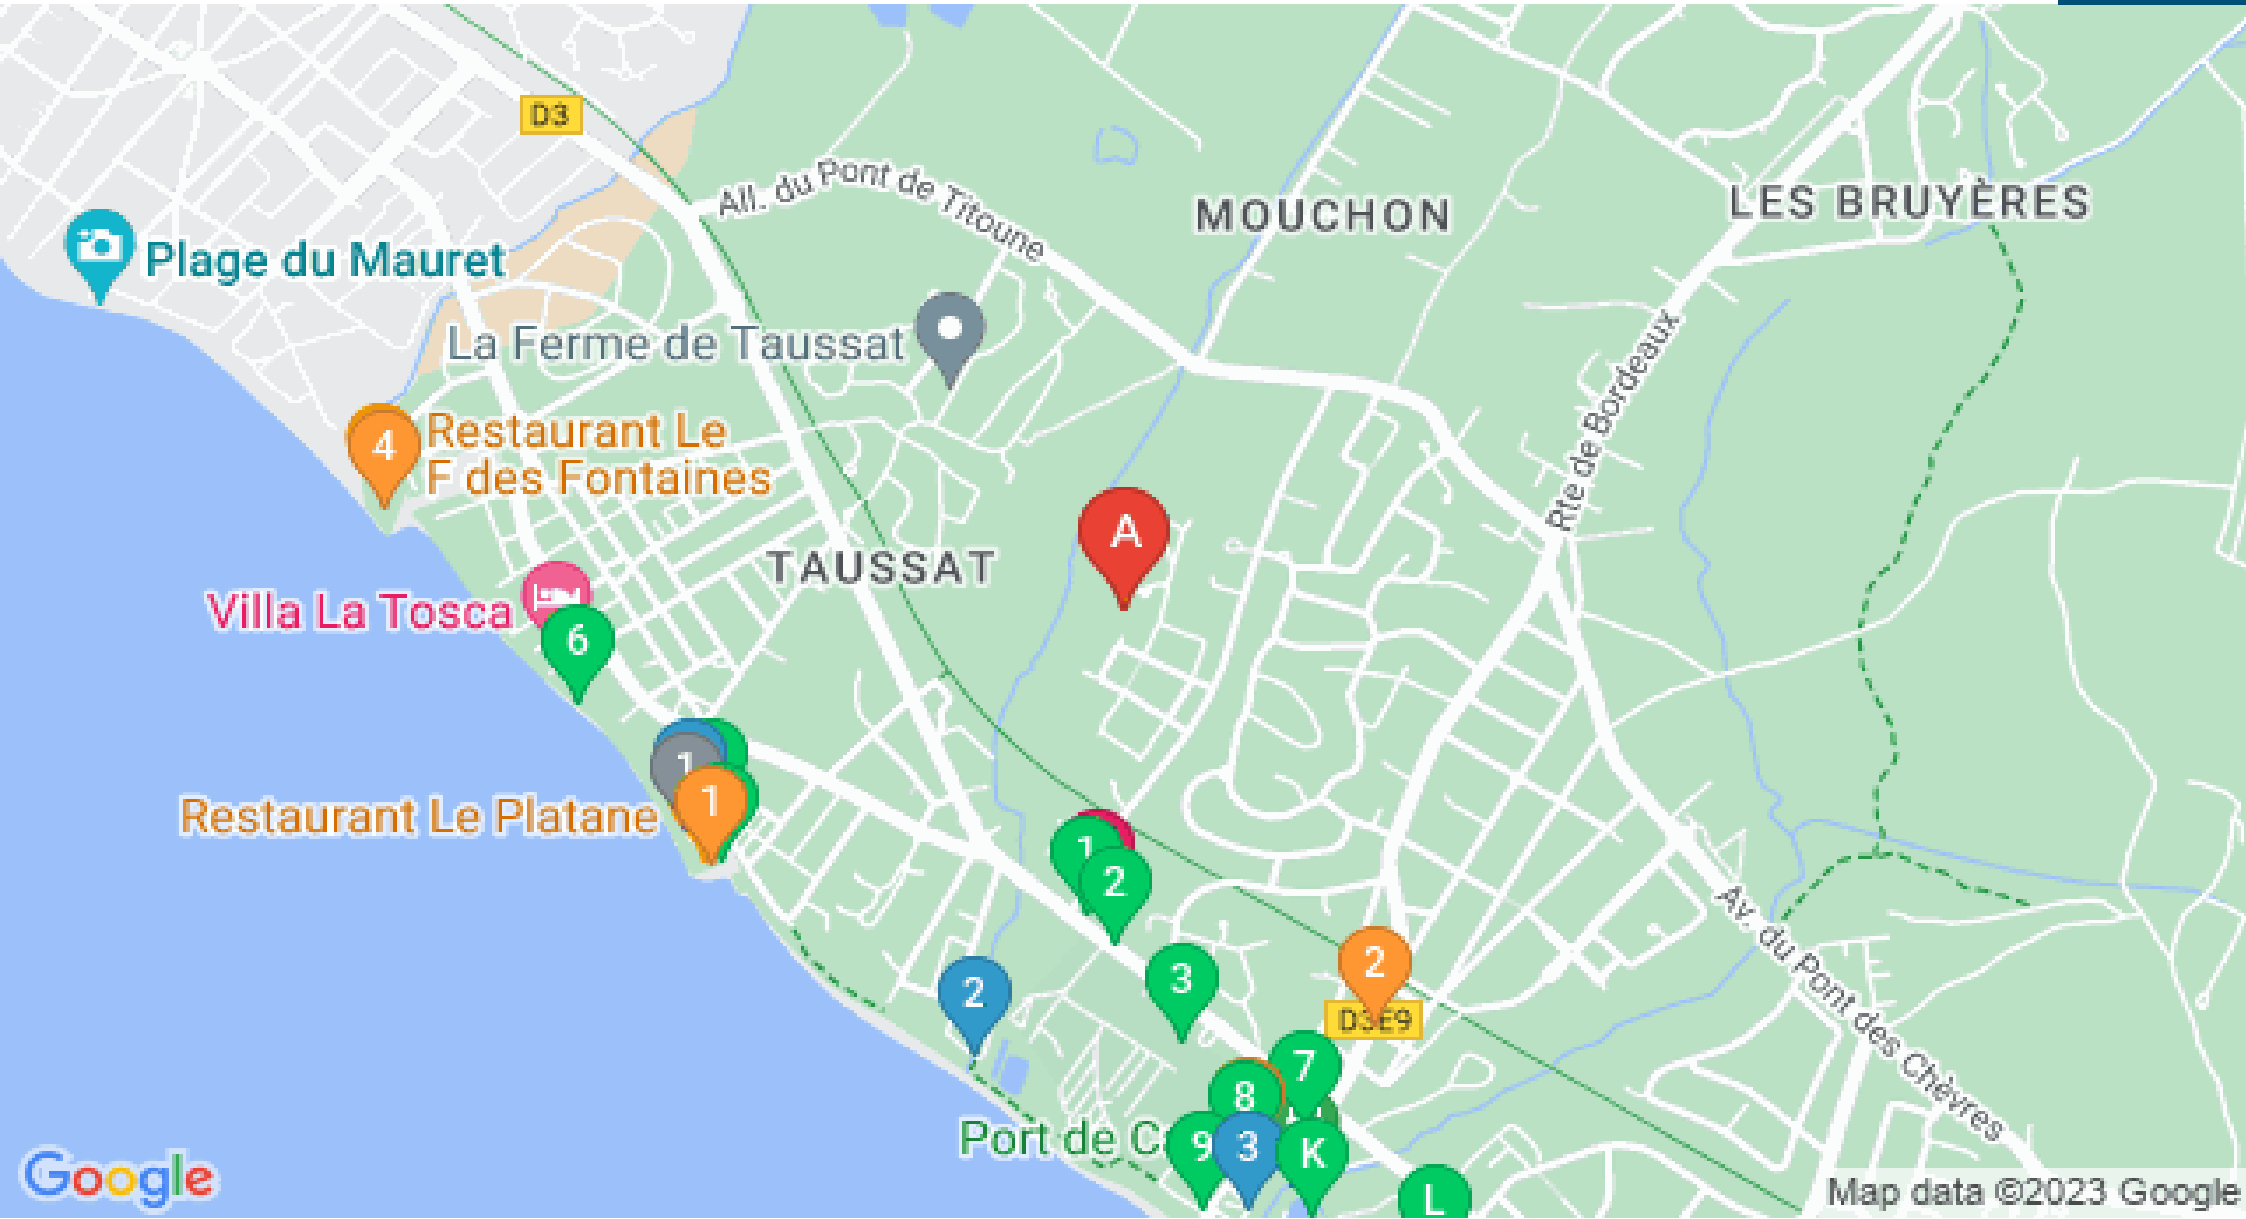 D3
All. du Pont de Titoune
MOUCHON
LES BRUYÈRES
Plage du Mauret
La Ferme de Taussat
Rte de Bordeaux
4
Restaurant Le
F des Fontaines
A
TAUSSAT
Villa La Tosca
6
1
1
Restaurant Le Platane
1
2
Av. du Pont des Chèvres
2
3
2
D3E9
7
8
Port de C
9
3
K
L
Google
Map data ©2023 Google